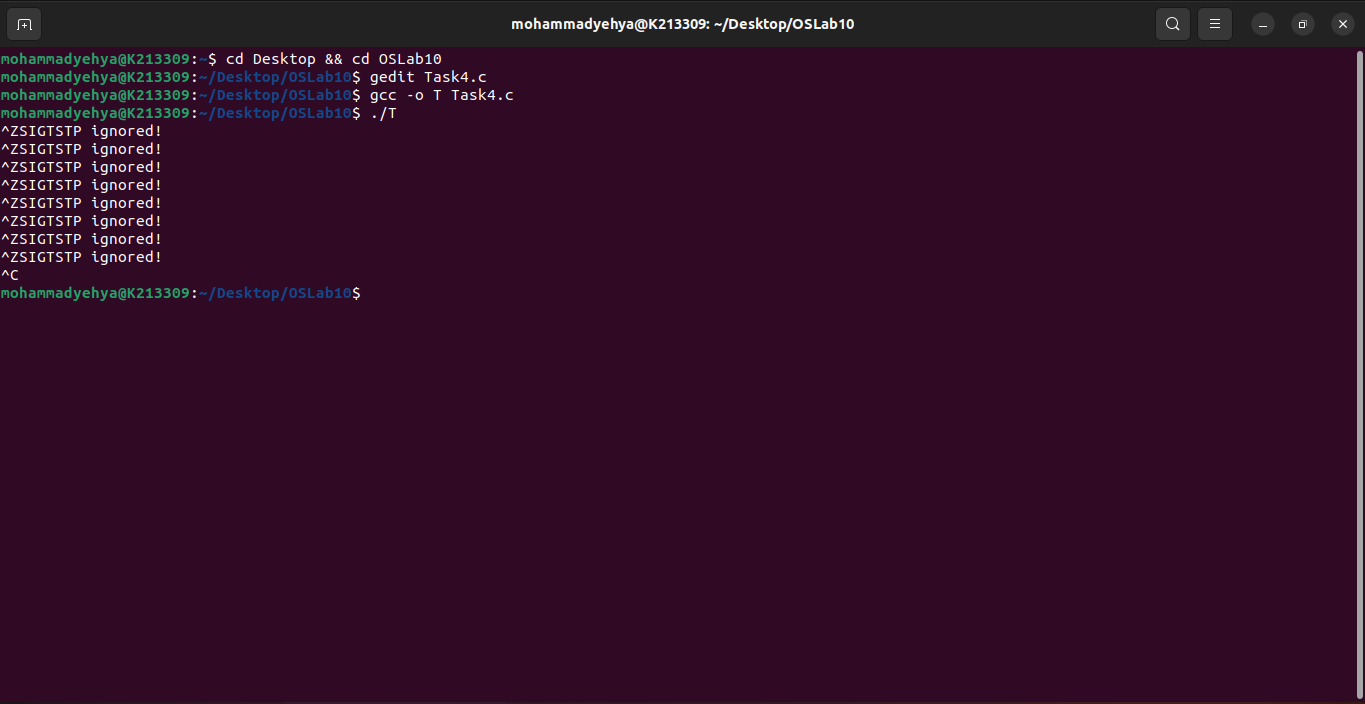 mohammadyehya@K213309: ~/Desktop/OSLab10
mohammadyehya@K213309:~$ cd Desktop && cd OSLab10
mohammadyehya@K213309:~/Desktop/OSLab10$ gedit Task4.c
mohammadyehya@K213309:~/Desktop/OSLab10$ gcc -o T Task4.c
mohammadyehya@K213309:~/Desktop/OSLab10$ ./T
^ZSIGTSTP ignored!
^ZSIGTSTP ignored!
^ZSIGTSTP ignored!
^ZSIGTSTP ignored!
^ZSIGTSTP ignored!
^ZSIGTSTP ignored!
^ZSIGTSTP ignored!
^ZSIGTSTP ignored!
^C
mohammadyehya@K213309:~/Desktop/OSLab10$